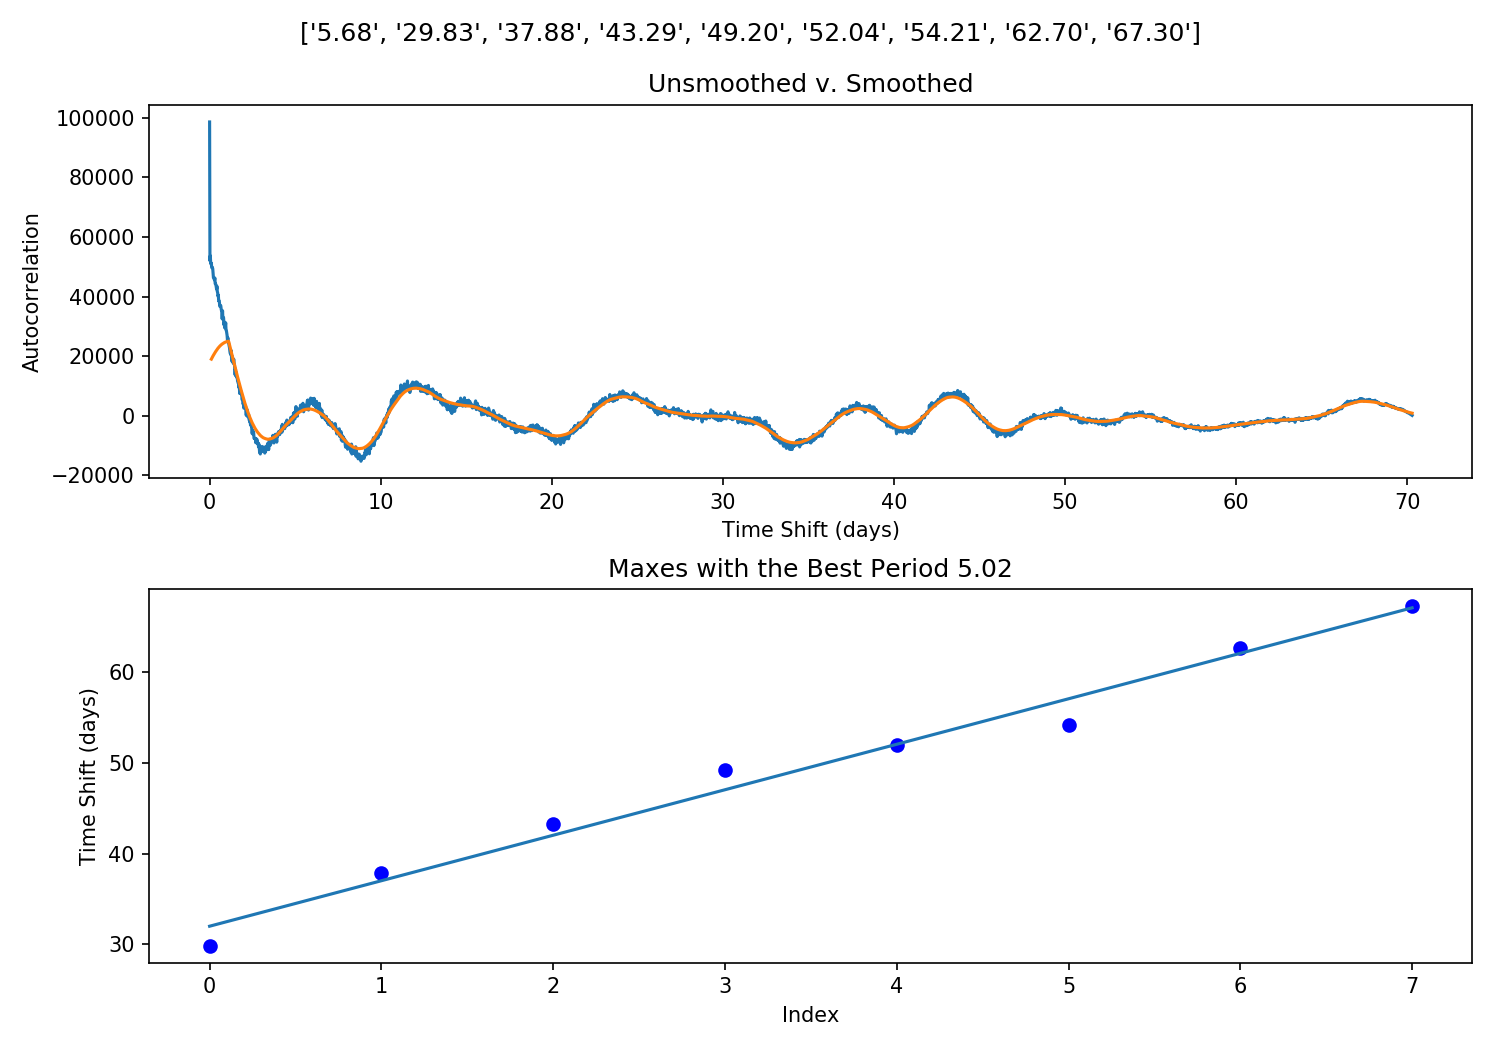 ['5.68', '29.83', '37.88', '43.29', '49.20', '52.04', '54.21', '62.70', '67.30']
Unsmoothed v. Smoothed
100000
80000
60000
40000
20000
0
−20000
Autocorrelation
0 10 20 30 40 50 60 70
Time Shift (days)
Maxes with the Best Period 5.02
60
50
40
30
Time Shift (days)
0 1 2 3 4 5 6 7
Index